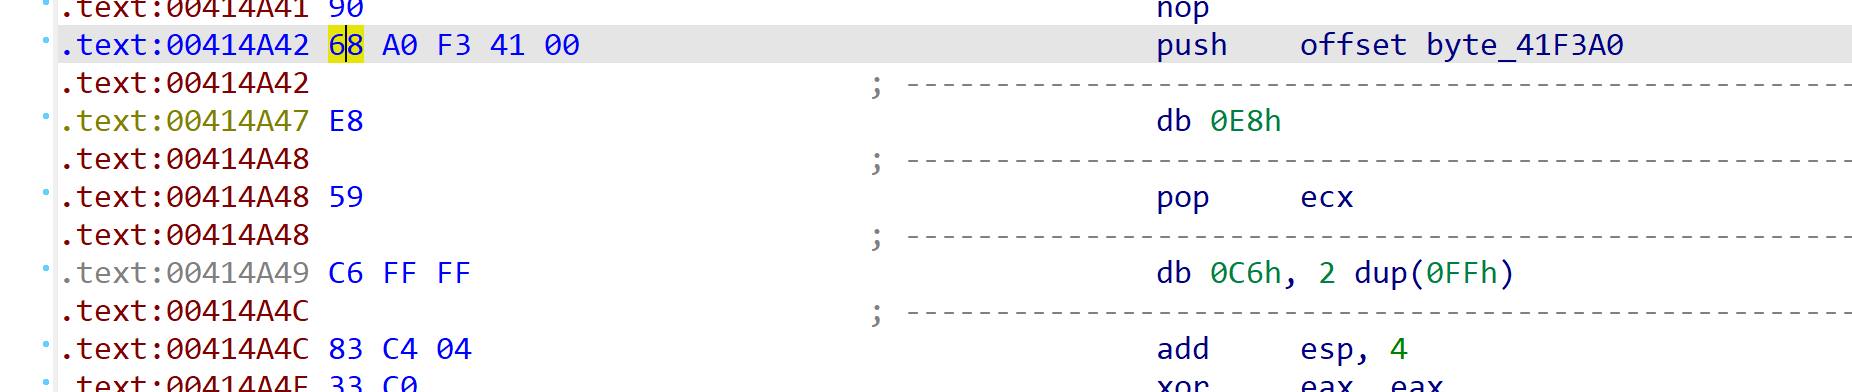 .text:00414A41 90 nop
.text:00414A42 68 A0 F3 41 00 push offset byte_41F3A0
.text:00414A42 ; ---------------------------------------------------
.text:00414A47 E8 db 0E8h
.text:00414A48 ; ---------------------------------------------------
.text:00414A48 59 pop ecx
.text:00414A48 ; ---------------------------------------------------
.text:00414A49 C6 FF FF db 0C6h, 2 dup(0FFh)
.text:00414A4C ; ---------------------------------------------------
.text:00414A4C 83 C4 04 add esp, 4
.text:00414A4F 33 C0 xor eax, eax